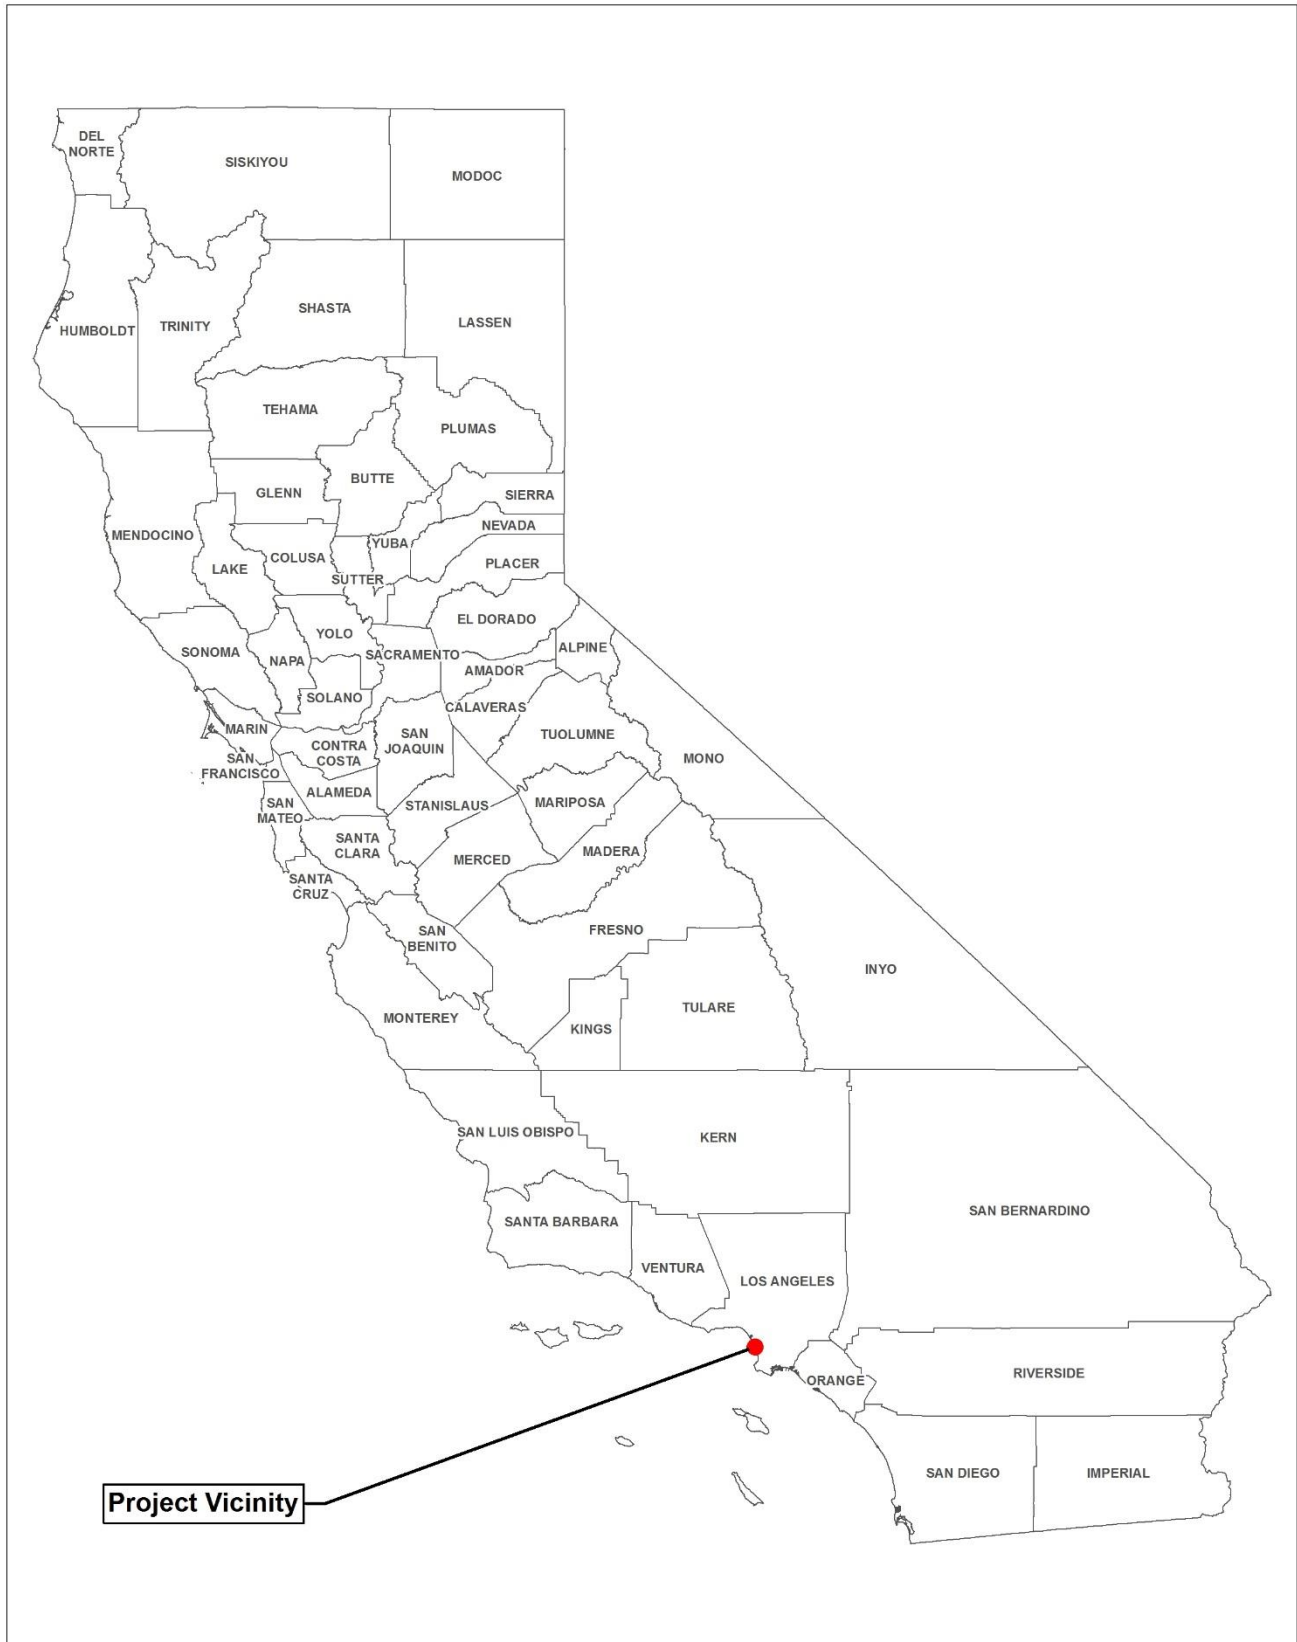 DEL
NORTE
SISKIYOU
MODOC
SHASTA
LASSEN
HUMBOLDT
TRINITY
TEHAMA
PLUMAS
BUTTE
GLENN
SIERRA
NEVADA
MENDOCINO
YUBA
COLUSA
PLACER
LAKE
SUTTER
EL DORADO
YOLO
ALPINE
SONOMA
SACRAMENTO
NAPA
AMADOR
SOLANO
CALAVERAS
MARIN
SAN
JOAQUIN
TUOLUMNE
CONTRA
COSTA
MONO
SAN
FRANCISCO
ALAMEDA
SAN
MATEO
STANISLAUS
MARIPOSA
SANTA
CLARA
MERCED
MADERA
SANTA
CRUZ
SAN
BENITO
FRESNO
INYO
TULARE
MONTEREY
KINGS
SAN LUIS OBISPO
KERN
SAN BERNARDINO
SANTA BARBARA
VENTURA
LOS ANGELES
RIVERSIDE
ORANGE
SAN DIEGO
IMPERIAL
Project Vicinity